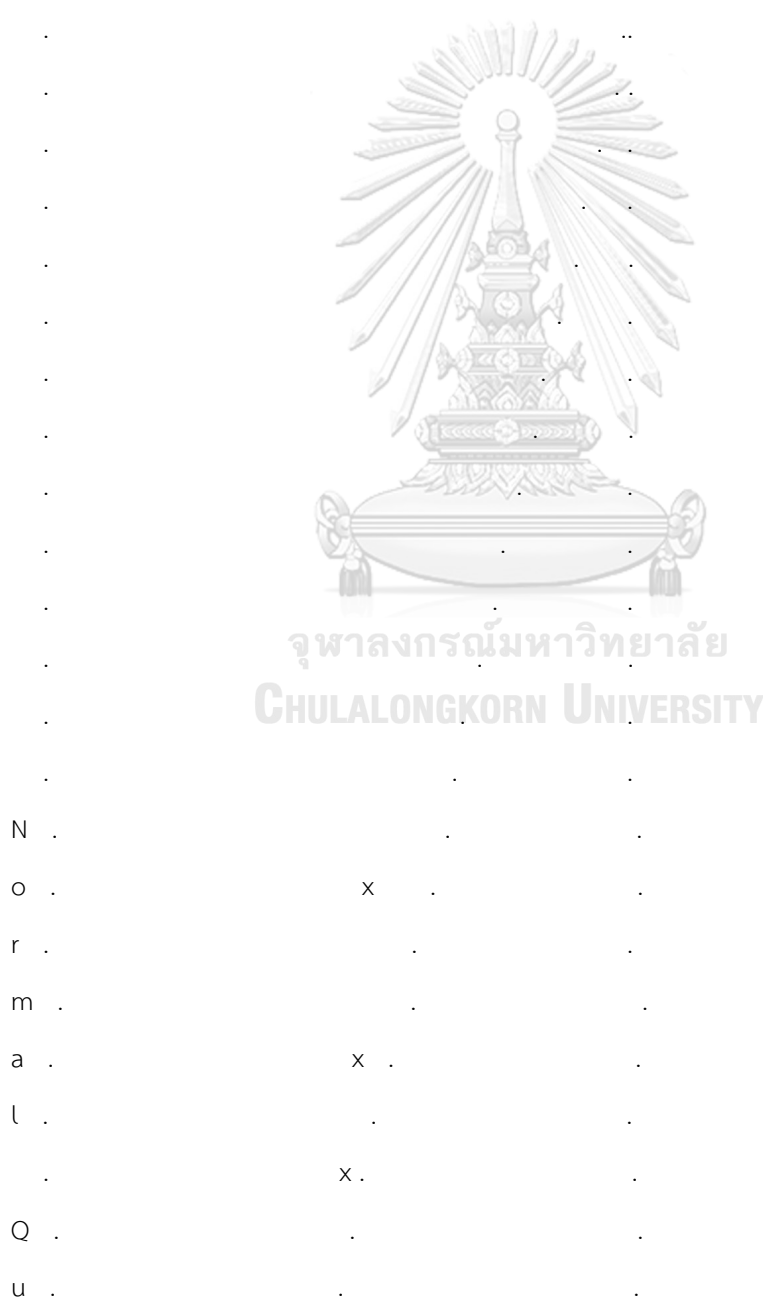 . ..
. . .
. . .
. . .
. . .
. . .
. . .
. . .
. . .
. . .
. . .
จุฬาลงกรณ์มหาวิทยาลัย
. . .
CHULALONGKORN UNIVERSITY
. . .
. . .
N . . .
o . x . .
r . . .
m . . .
a . x . .
l . . .
. x . .
Q . . .
u . . .